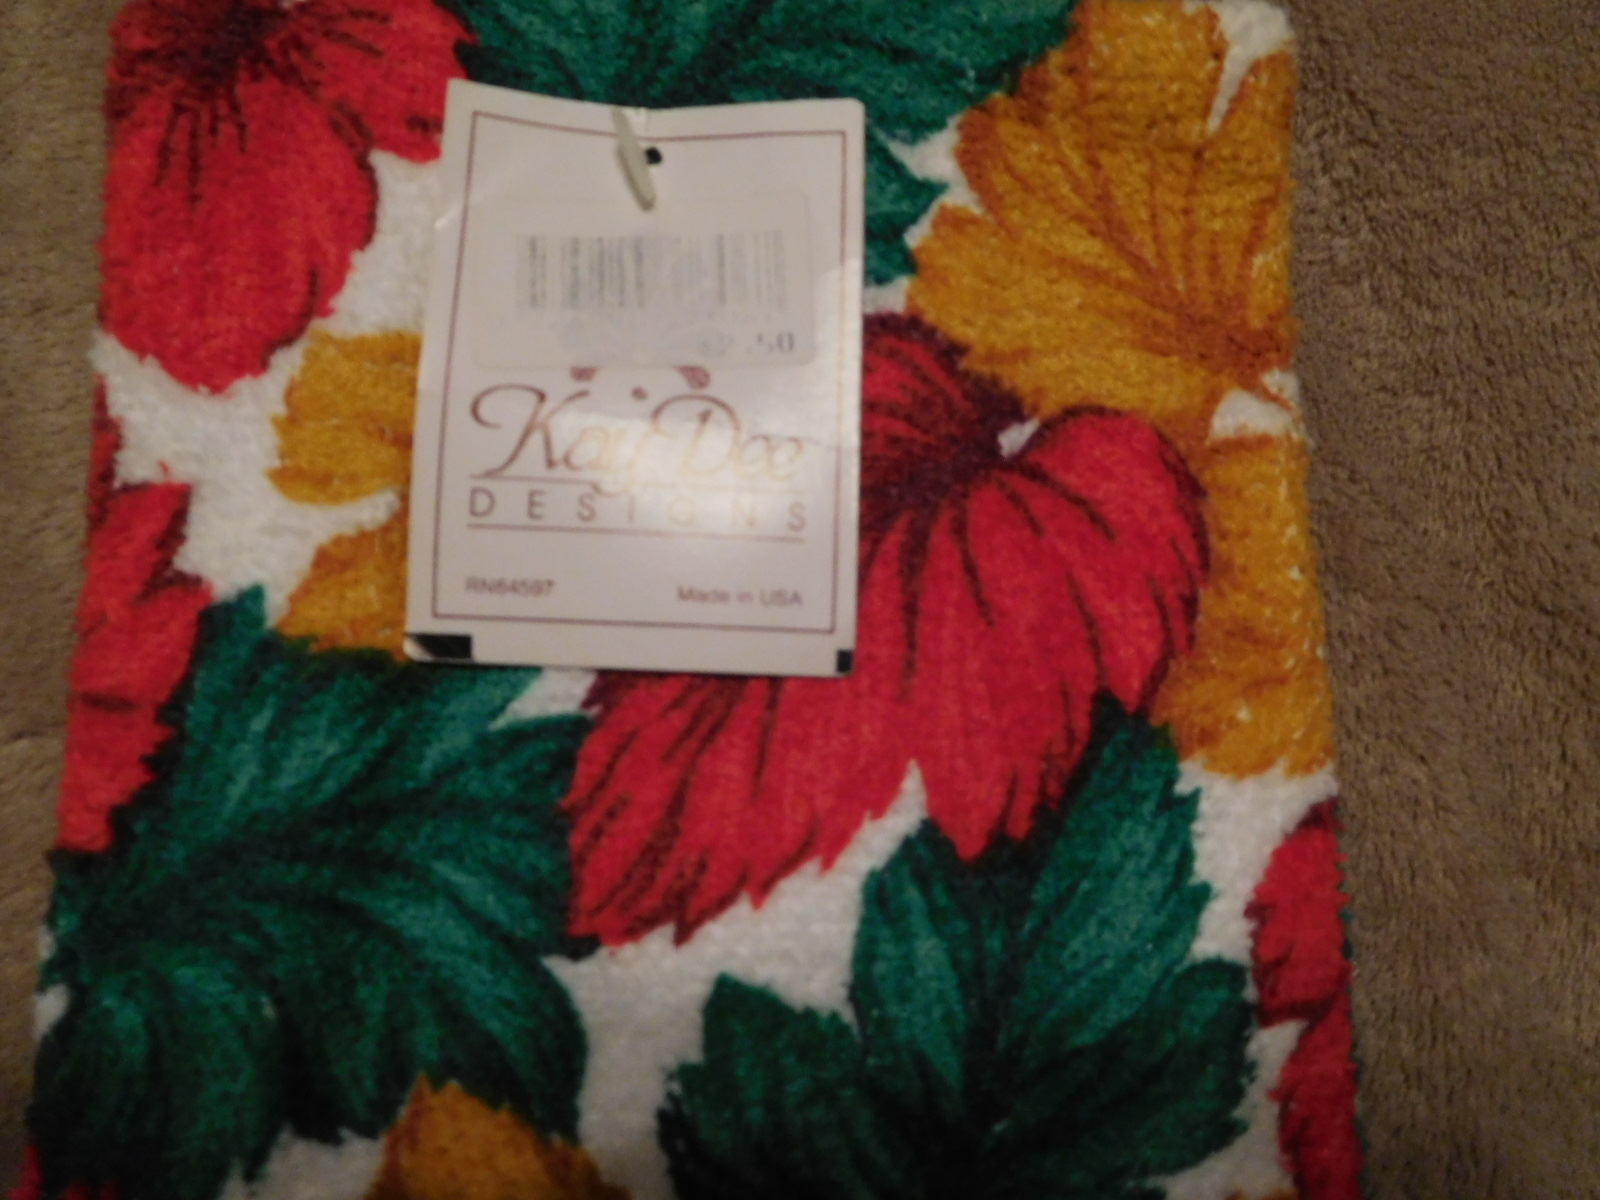 .50
Kay Dee
DESIGNS
RN64597
Made in USA